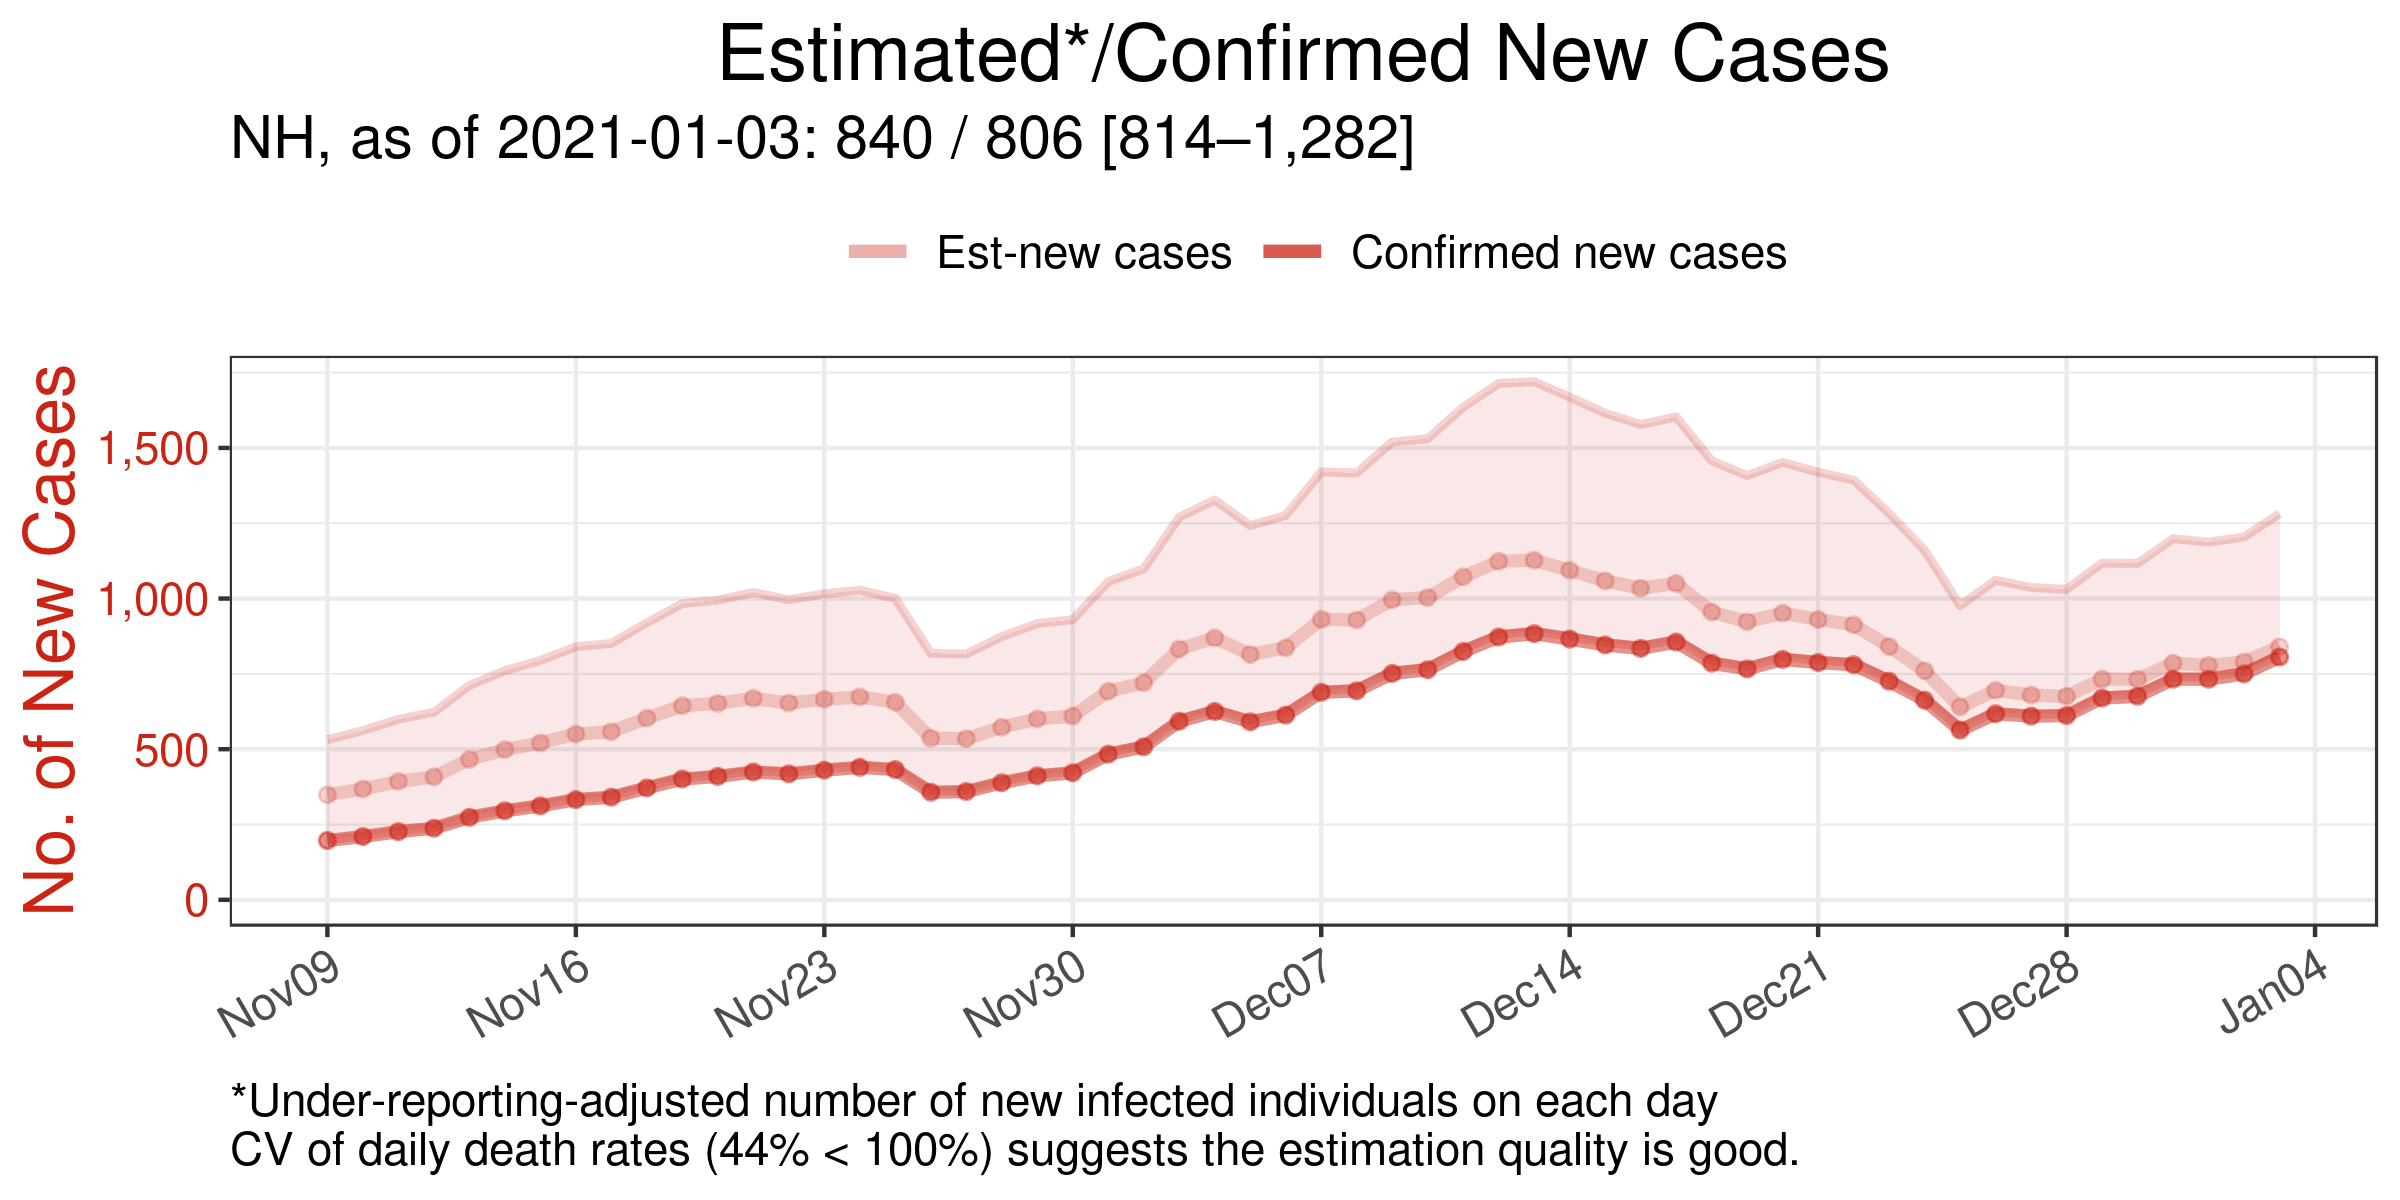 Estimated*/Confirmed New Cases
NH, as of 2021-01-03: 840 / 806 [814–1,282]
Est-new cases
Confirmed new cases
No. of New Cases
1,500
1,000
500
0
Nov09
Nov16
Nov23
Nov30
Dec07
Dec14
Dec21
Dec28
Jan04
*Under-reporting-adjusted number of new infected individuals on each day
CV of daily death rates (44% < 100%) suggests the estimation quality is good.